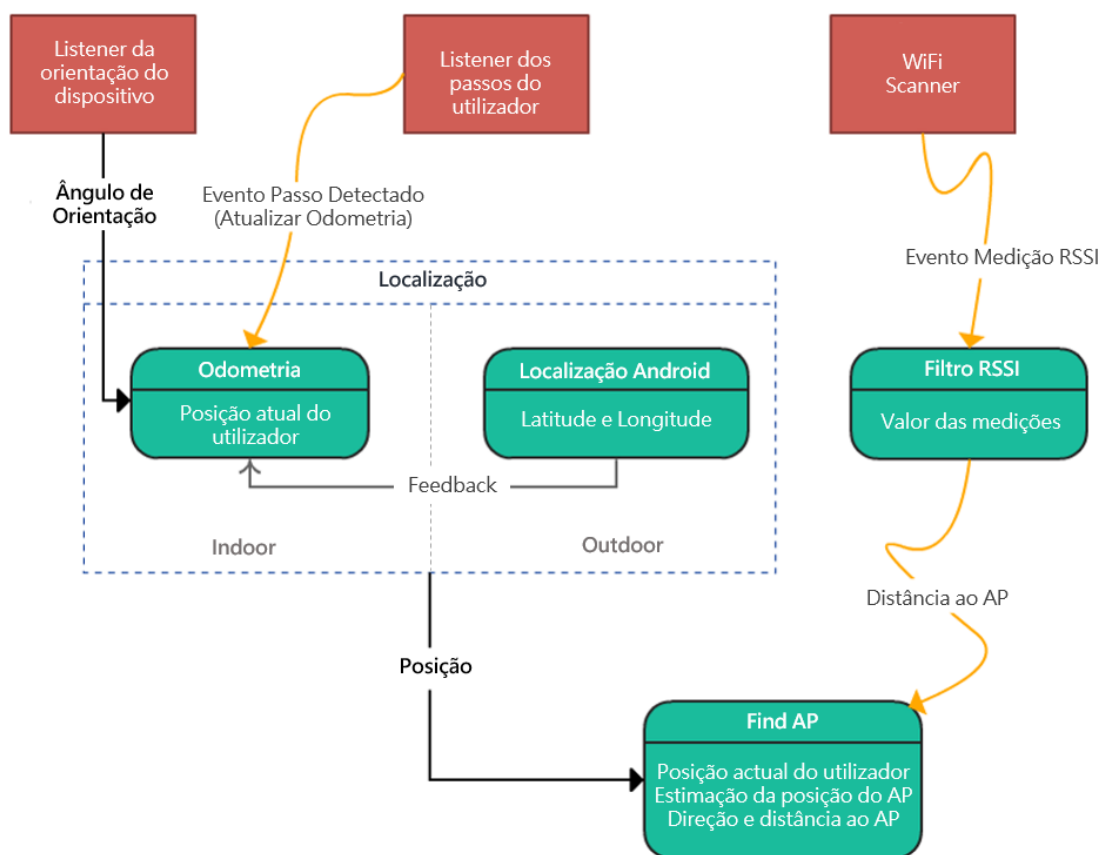 Listener da
orientação do
dispositivo
Listener dos
passos do
utilizador
WiFi
Scanner
Ângulo de
Orientação
Evento Passo Detectado
(Atualizar Odometria)
Evento Medição RSSI
Localização
Odometria
Posição atual do
utilizador
Localização Android
Latitude e Longitude
Filtro RSSI
Valor das medições
Feedback
Indoor
Outdoor
Distância ao AP
Posição
Find AP
Posição actual do utilizador
Estimação da posição do AP
Direção e distância ao AP